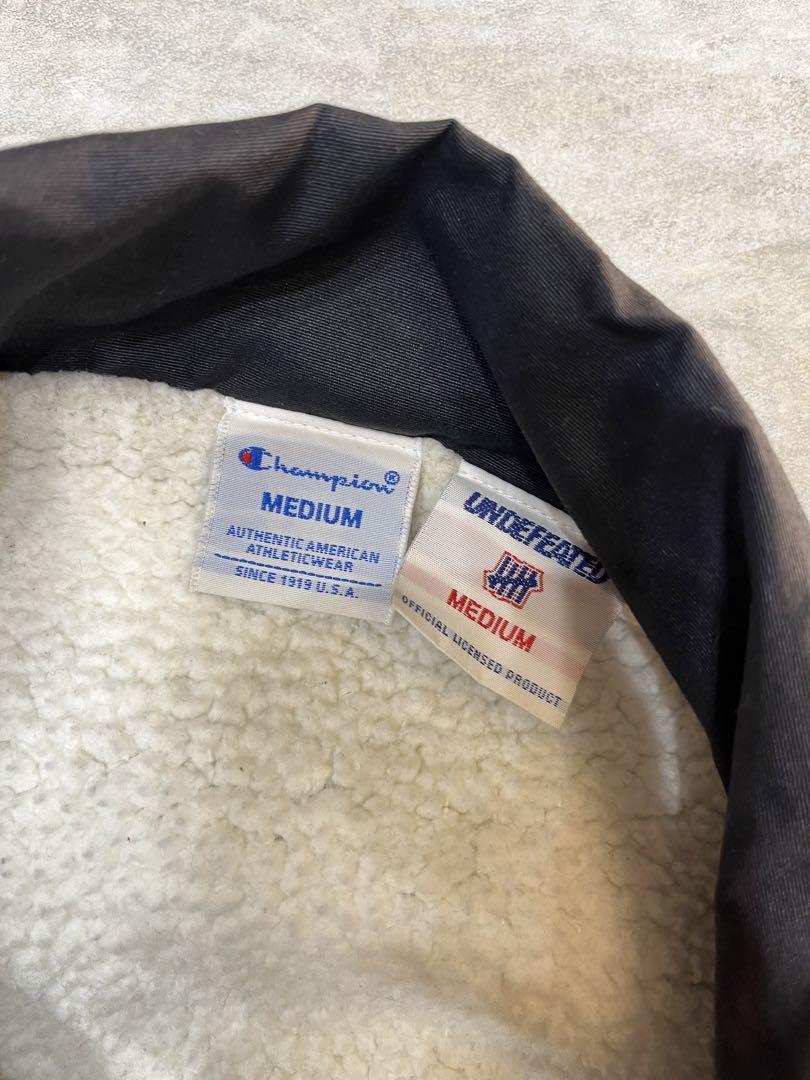 Champion®
MEDIUM
AUTHENTIC AMERICAN
ATHLETICWEAR
SINCE 1919 U.S.A.
UNDEFEATED
MEDIUM
OFFICIAL LICENSED PRODUCT